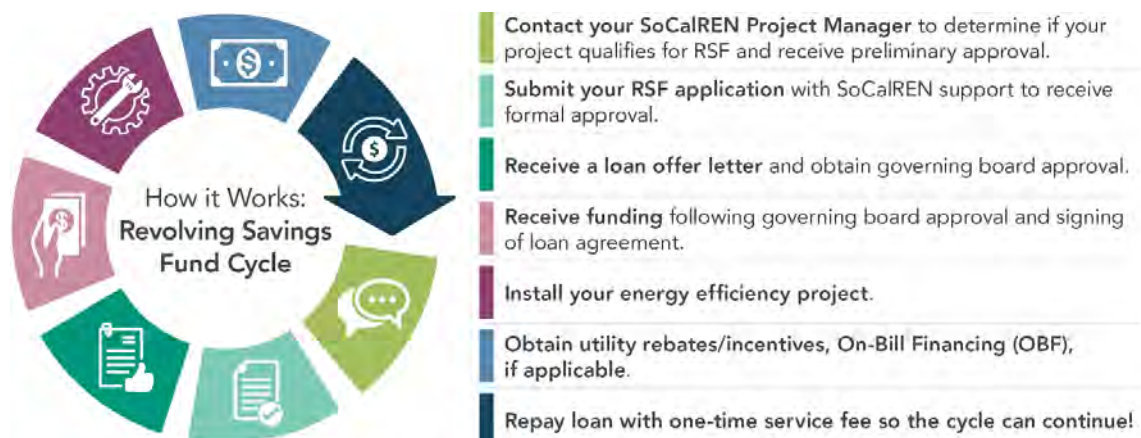 How it Works:
Revolving Savings
Fund Cycle
Contact your SoCalREN Project Manager to determine if your
project qualifies for RSF and receive preliminary approval.
Submit your RSF application with SoCalREN support to receive
formal approval.
Receive a loan offer letter and obtain governing board approval.
Receive funding following governing board approval and signing
of loan agreement.
Install your energy efficiency project.
Obtain utility rebates/incentives, On-Bill Financing (OBF),
if applicable.
Repay loan with one-time service fee so the cycle can continue!